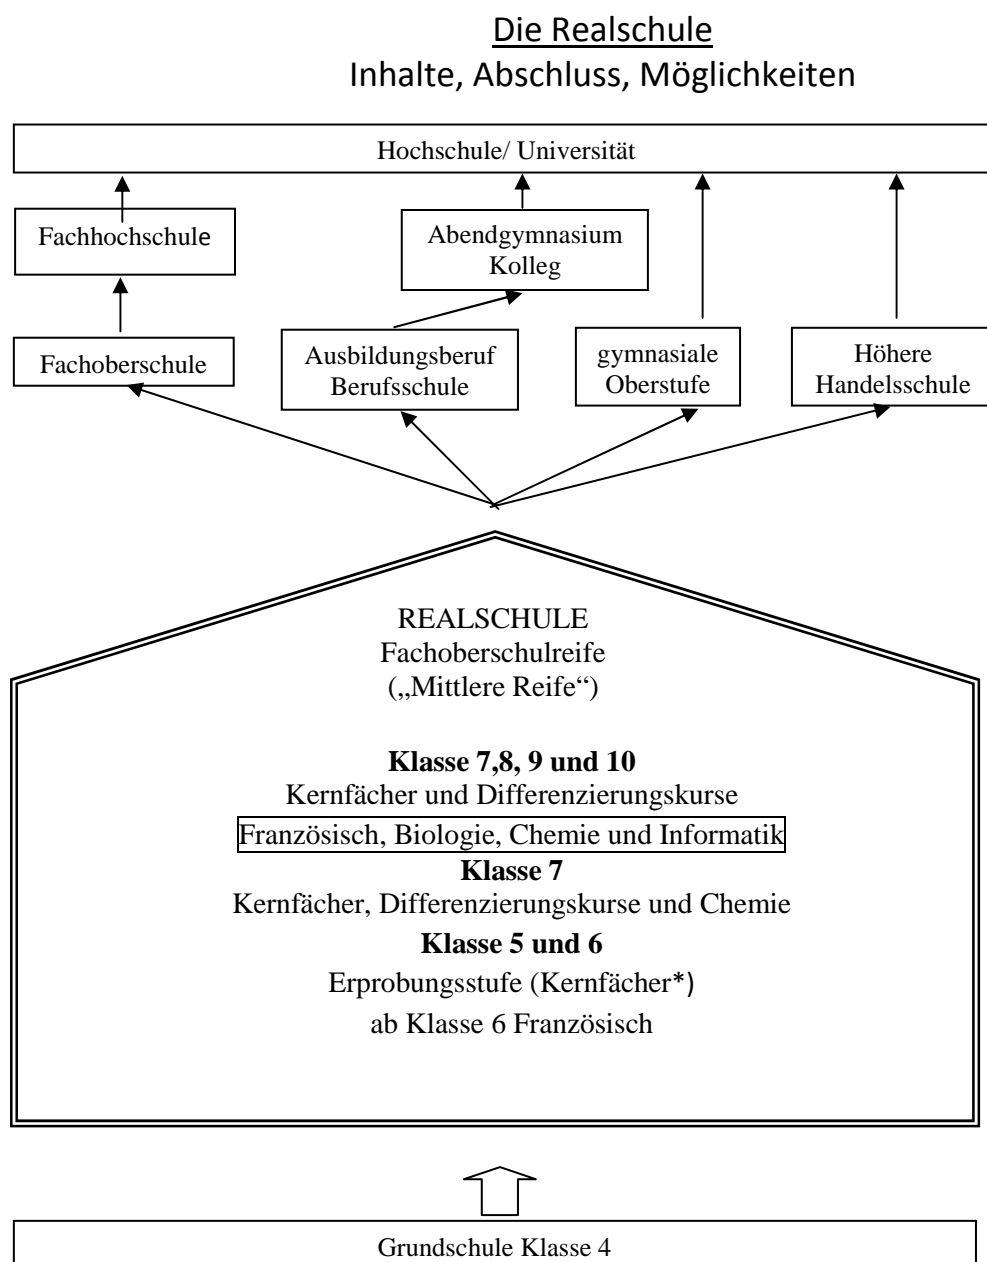 Die Realschule
Inhalte, Abschluss, Möglichkeiten
Hochschule/ Universität
Fachhochschule
Abendgymnasium
Kolleg
Fachoberschule
Ausbildungsberuf
Berufsschule
gymnasiale
Oberstufe
Höhere
Handelsschule
REALSCHULE
Fachoberschulreife
(„Mittlere Reife“)
Klasse 7,8, 9 und 10
Kernfächer und Differenzierungskurse
Französisch, Biologie, Chemie und Informatik
Klasse 7
Kernfächer, Differenzierungskurse und Chemie
Klasse 5 und 6
Erprobungsstufe (Kernfächer*)
ab Klasse 6 Französisch
Grundschule Klasse 4